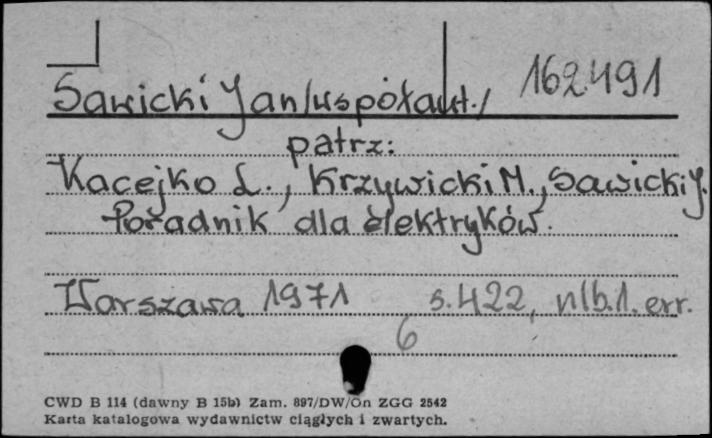 Sawicki Jan/współaut./ 162491
patrz:
Kacejko L., Krzywicki M., Sawicki J.
Poradnik dla elektryków.
Warszawa 1971 s. 422, nlb. 1. err.
6
CWD B 114 (dawny B 15b) Zam. 897/DW/On ZGG 2542
Karta katalogowa wydawnictw ciągłych i zwartych.